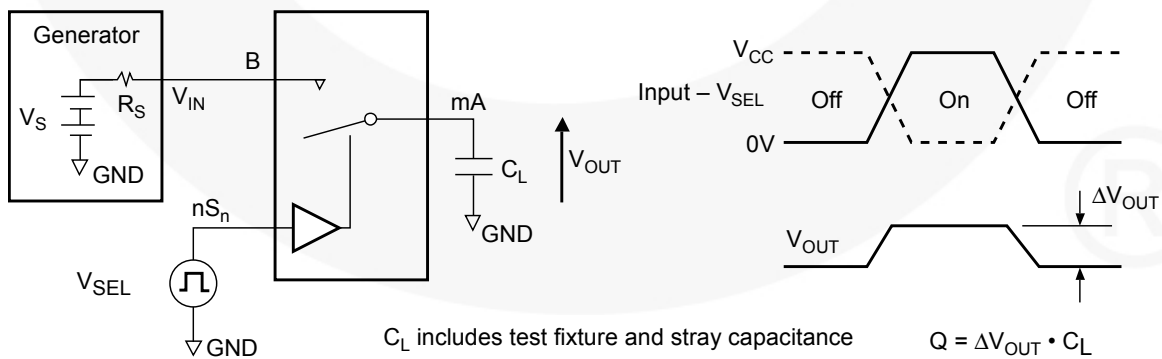 Generator
V_S
R_S
GND
V_IN
B
mA
C_L
GND
V_OUT
nS_n
V_SEL
GND
C_L includes test fixture and stray capacitance
V_CC
Input – V_SEL
Off
On
Off
0V
V_OUT
ΔV_OUT
Q = ΔV_OUT • C_L
®